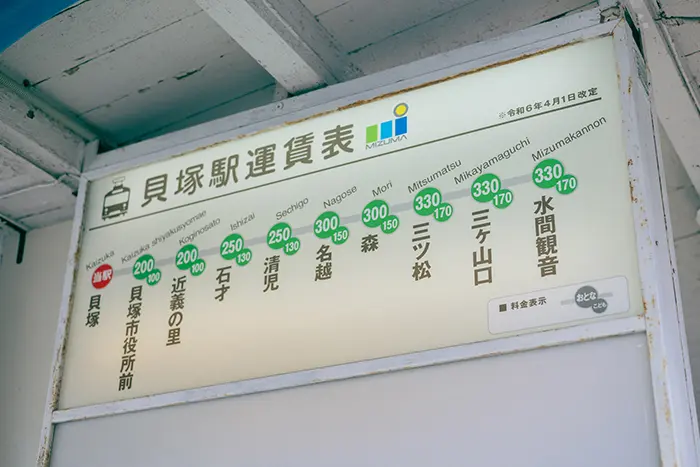 貝塚駅運賃表
MIZUMA
※令和6年4月1日改定
Kaizuka
当駅
貝塚
Kaizuka shiyakusyomae
200
100
貝塚市役所前
Koginosato
200
100
近義の里
Ishizai
250
130
石才
Sechigo
250
130
清児
Nagose
300
150
名越
Mori
300
150
森
Mitsumatsu
330
170
三ツ松
Mikayamaguchi
330
170
三ヶ山口
Mizumakannon
330
170
水間観音
■ 料金表示
おとな
こども